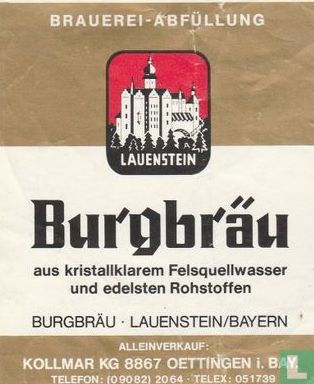 BRAUEREI-ABFÜLLUNG
LAUENSTEIN
Burgbräu
aus kristallklarem Felsquellwasser
und edelsten Rohstoffen
BURGBRÄU · LAUENSTEIN/BAYERN
ALLEINVERKAUF:
KOLLMAR KG 8867 OETTINGEN i. BAY.
TELEFON: (09082) 2064 · TELEX: 051739